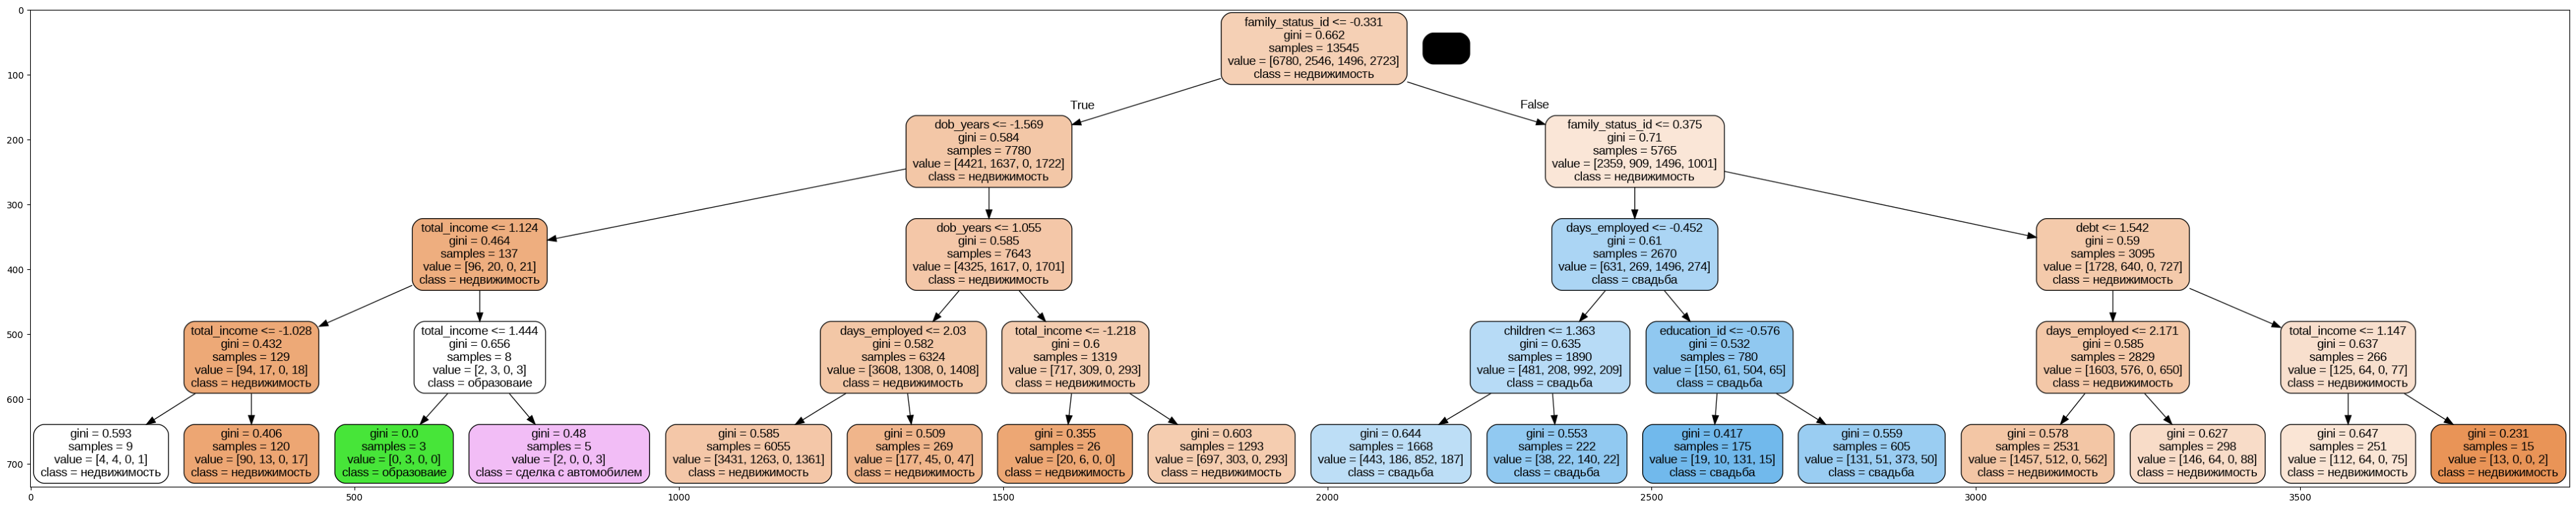 0
100
200
300
400
500
600
700
family_status_id <= -0.331
gini = 0.662
samples = 13545
value = [6780, 2546, 1496, 2723]
class = недвижимость
True
False
dob_years <= -1.569
gini = 0.584
samples = 7780
value = [4421, 1637, 0, 1722]
class = недвижимость
family_status_id <= 0.375
gini = 0.71
samples = 5765
value = [2359, 909, 1496, 1001]
class = недвижимость
total_income <= 1.124
gini = 0.464
samples = 137
value = [96, 20, 0, 21]
class = недвижимость
dob_years <= 1.055
gini = 0.585
samples = 7643
value = [4325, 1617, 0, 1701]
class = недвижимость
days_employed <= -0.452
gini = 0.61
samples = 2670
value = [631, 269, 1496, 274]
class = свадьба
debt <= 1.542
gini = 0.59
samples = 3095
value = [1728, 640, 0, 727]
class = недвижимость
total_income <= -1.028
gini = 0.432
samples = 129
value = [94, 17, 0, 18]
class = недвижимость
total_income <= 1.444
gini = 0.656
samples = 8
value = [2, 3, 0, 3]
class = образоваие
days_employed <= 2.03
gini = 0.582
samples = 6324
value = [3608, 1308, 0, 1408]
class = недвижимость
total_income <= -1.218
gini = 0.6
samples = 1319
value = [717, 309, 0, 293]
class = недвижимость
children <= 1.363
gini = 0.635
samples = 1890
value = [481, 208, 992, 209]
class = свадьба
education_id <= -0.576
gini = 0.532
samples = 780
value = [150, 61, 504, 65]
class = свадьба
days_employed <= 2.171
gini = 0.585
samples = 2829
value = [1603, 576, 0, 650]
class = недвижимость
total_income <= 1.147
gini = 0.637
samples = 266
value = [125, 64, 0, 77]
class = недвижимость
gini = 0.593
samples = 9
value = [4, 4, 0, 1]
class = недвижимость
gini = 0.406
samples = 120
value = [90, 13, 0, 17]
class = недвижимость
gini = 0.0
samples = 3
value = [0, 3, 0, 0]
class = образоваие
gini = 0.48
samples = 5
value = [2, 0, 0, 3]
class = сделка с автомобилем
gini = 0.585
samples = 6055
value = [3431, 1263, 0, 1361]
class = недвижимость
gini = 0.509
samples = 269
value = [177, 45, 0, 47]
class = недвижимость
gini = 0.355
samples = 26
value = [20, 6, 0, 0]
class = недвижимость
gini = 0.603
samples = 1293
value = [697, 303, 0, 293]
class = недвижимость
gini = 0.644
samples = 1668
value = [443, 186, 852, 187]
class = свадьба
gini = 0.553
samples = 222
value = [38, 22, 140, 22]
class = свадьба
gini = 0.417
samples = 175
value = [19, 10, 131, 15]
class = свадьба
gini = 0.559
samples = 605
value = [131, 51, 373, 50]
class = свадьба
gini = 0.578
samples = 2531
value = [1457, 512, 0, 562]
class = недвижимость
gini = 0.627
samples = 298
value = [146, 64, 0, 88]
class = недвижимость
gini = 0.647
samples = 251
value = [112, 64, 0, 75]
class = недвижимость
gini = 0.231
samples = 15
value = [13, 0, 0, 2]
class = недвижимость
0
500
1000
1500
2000
2500
3000
3500